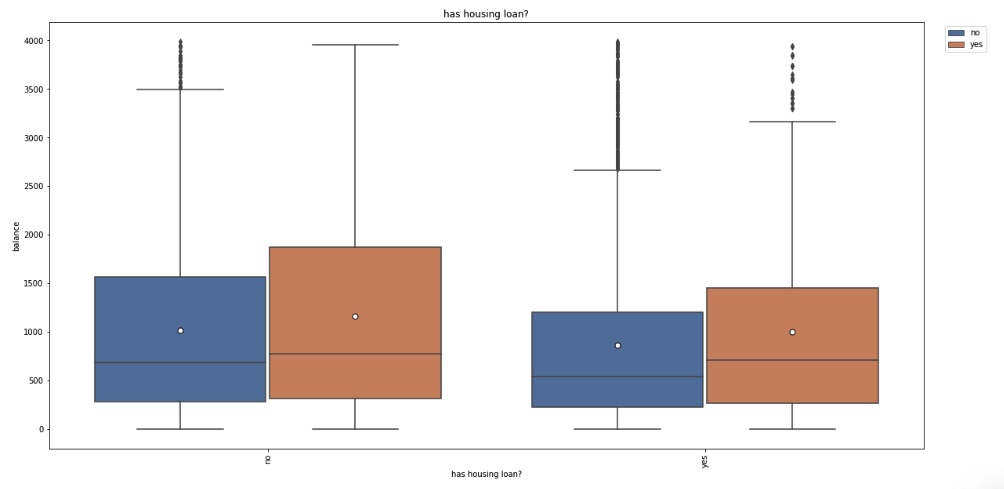 has housing loan?
no
yes
4000
3500
3000
2500
2000
1500
1000
500
0
balance
no
yes
has housing loan?